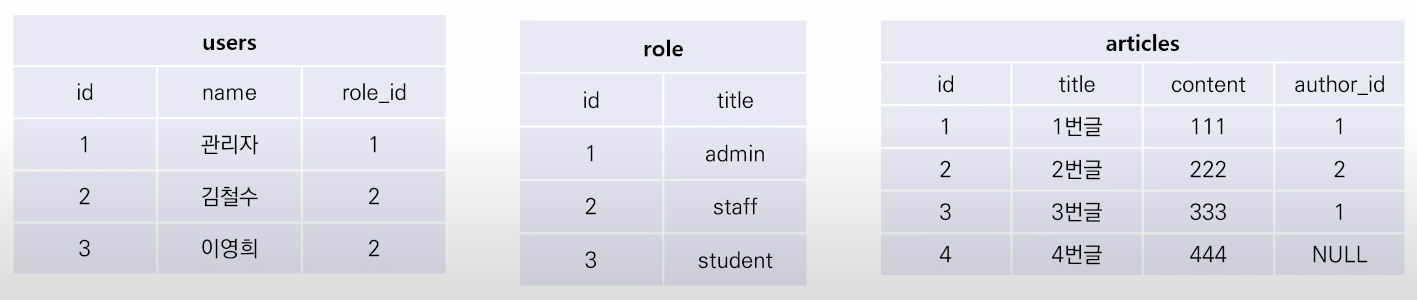 users
id name role_id
1 관리자 1
2 김철수 2
3 이영희 2
role
id title
1 admin
2 staff
3 student
articles
id title content author_id
1 1번글 111 1
2 2번글 222 2
3 3번글 333 1
4 4번글 444 NULL